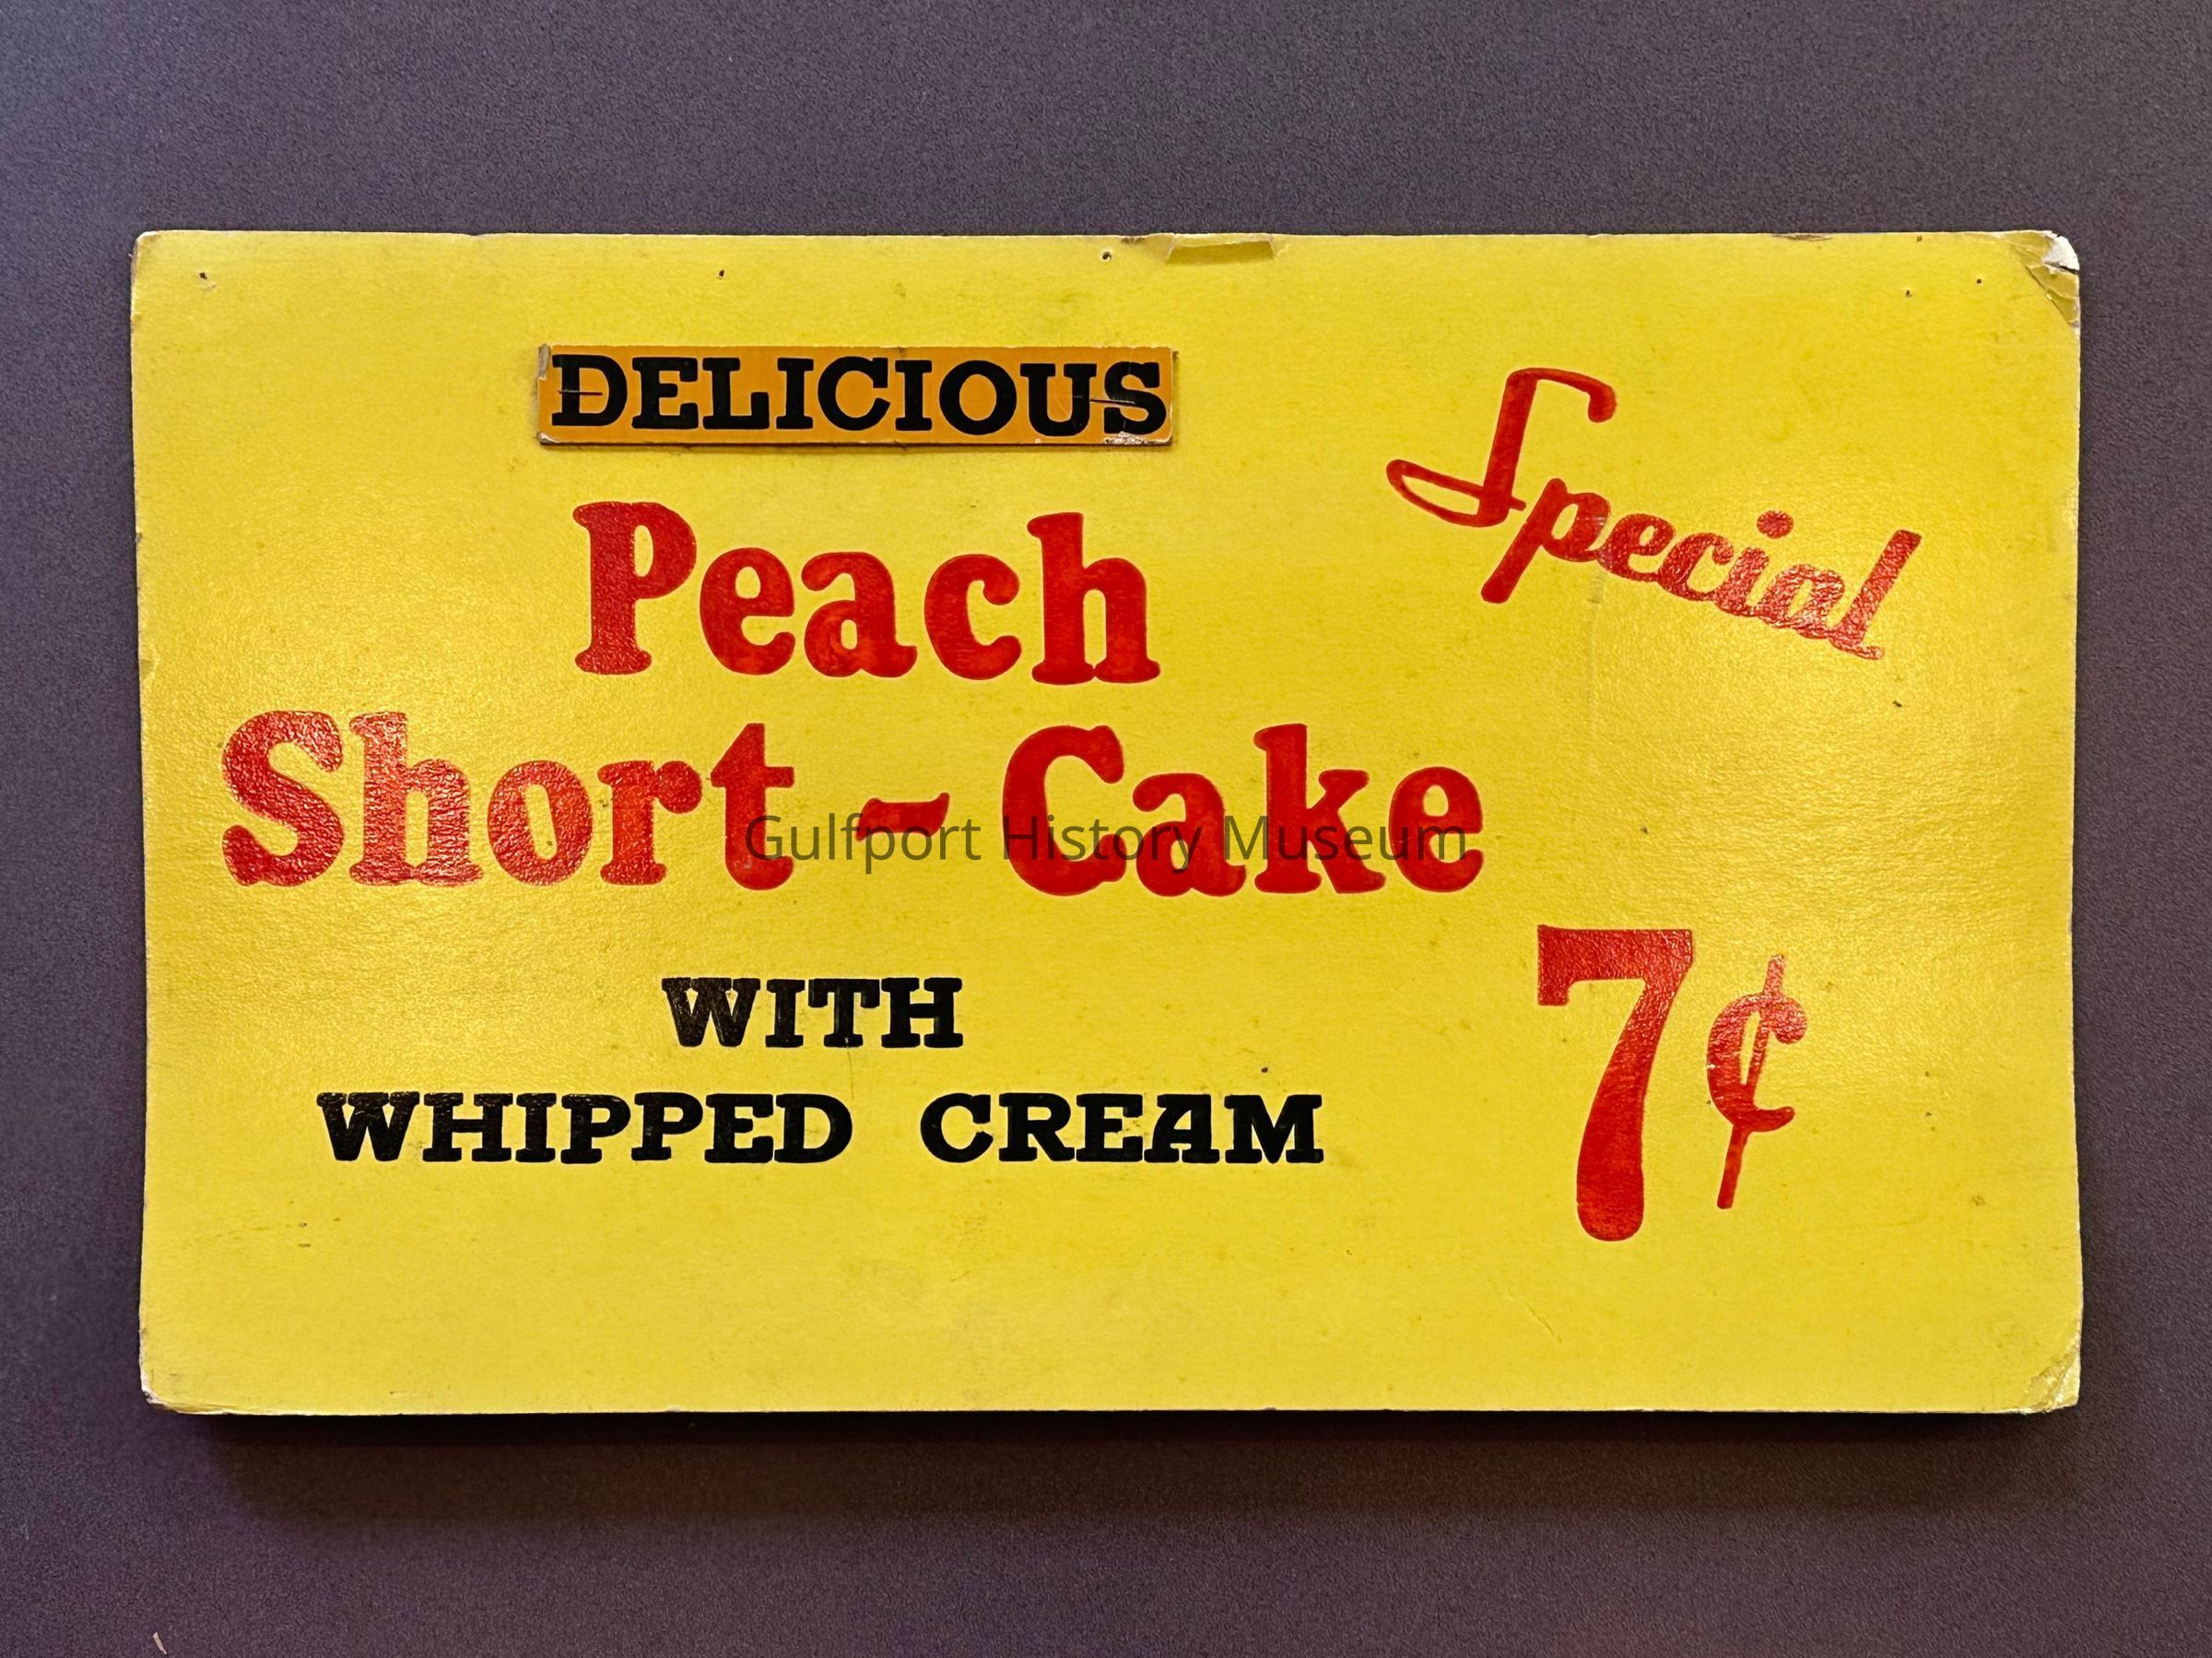 DELICIOUS
Special
Peach
Short - Cake
Gulfport History Museum
WITH
WHIPPED CREAM
7¢